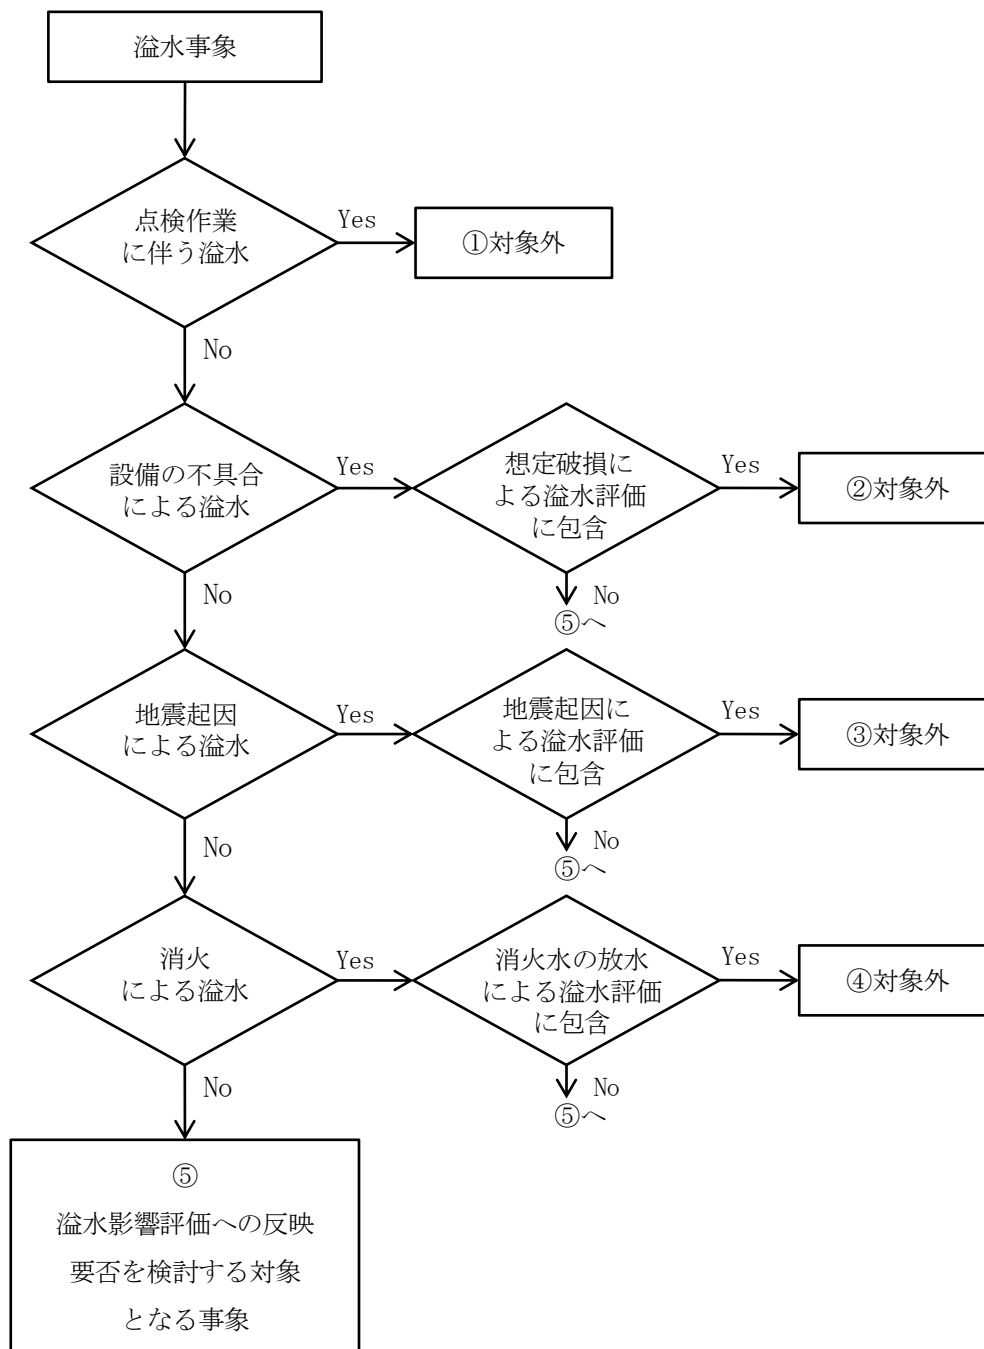 溢水事象
点検作業
に伴う溢水
Yes
①対象外
No
設備の不具合
による溢水
Yes
想定破損に
よる溢水評価
に包含
Yes
②対象外
No
⑤へ
No
地震起因
による溢水
Yes
地震起因に
よる溢水評価
に包含
Yes
③対象外
No
⑤へ
No
消火
による溢水
Yes
消火水の放水
による溢水評価
に包含
Yes
④対象外
No
⑤へ
No
⑤
溢水影響評価への反映
要否を検討する対象
となる事象